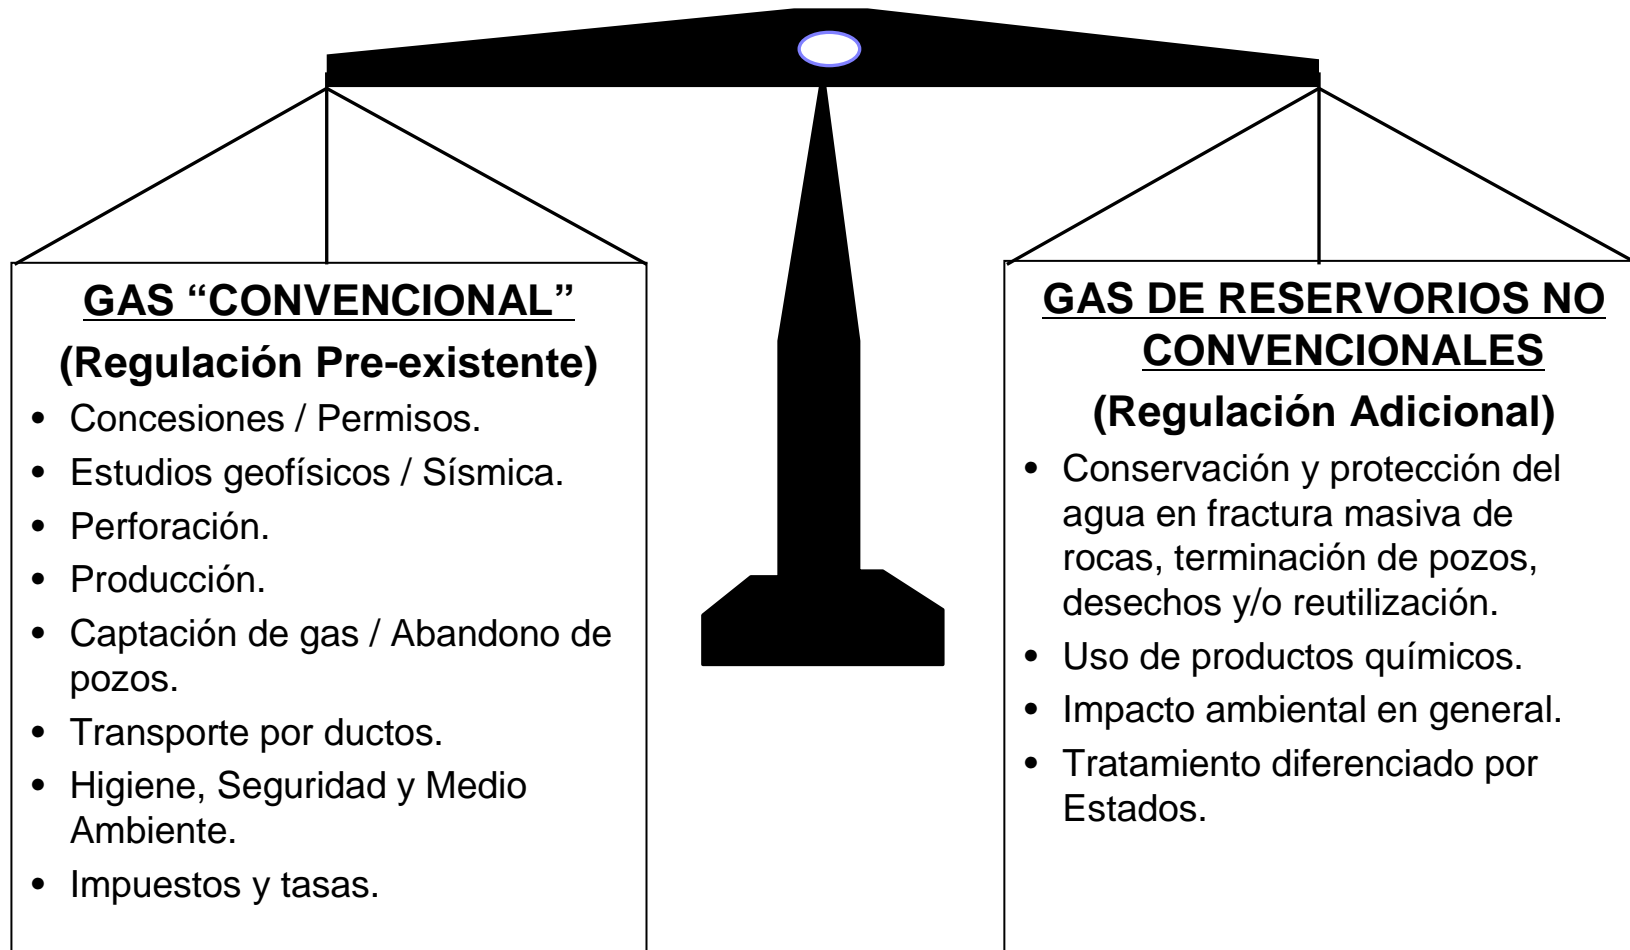 GAS “CONVENCIONAL”
(Regulación Pre-existente)
• Concesiones / Permisos.
• Estudios geofísicos / Sísmica.
• Perforación.
• Producción.
• Captación de gas / Abandono de
pozos.
• Transporte por ductos.
• Higiene, Seguridad y Medio
Ambiente.
• Impuestos y tasas.
GAS DE RESERVORIOS NO
CONVENCIONALES
(Regulación Adicional)
• Conservación y protección del
agua en fractura masiva de
rocas, terminación de pozos,
desechos y/o reutilización.
• Uso de productos químicos.
• Impacto ambiental en general.
• Tratamiento diferenciado por
Estados.